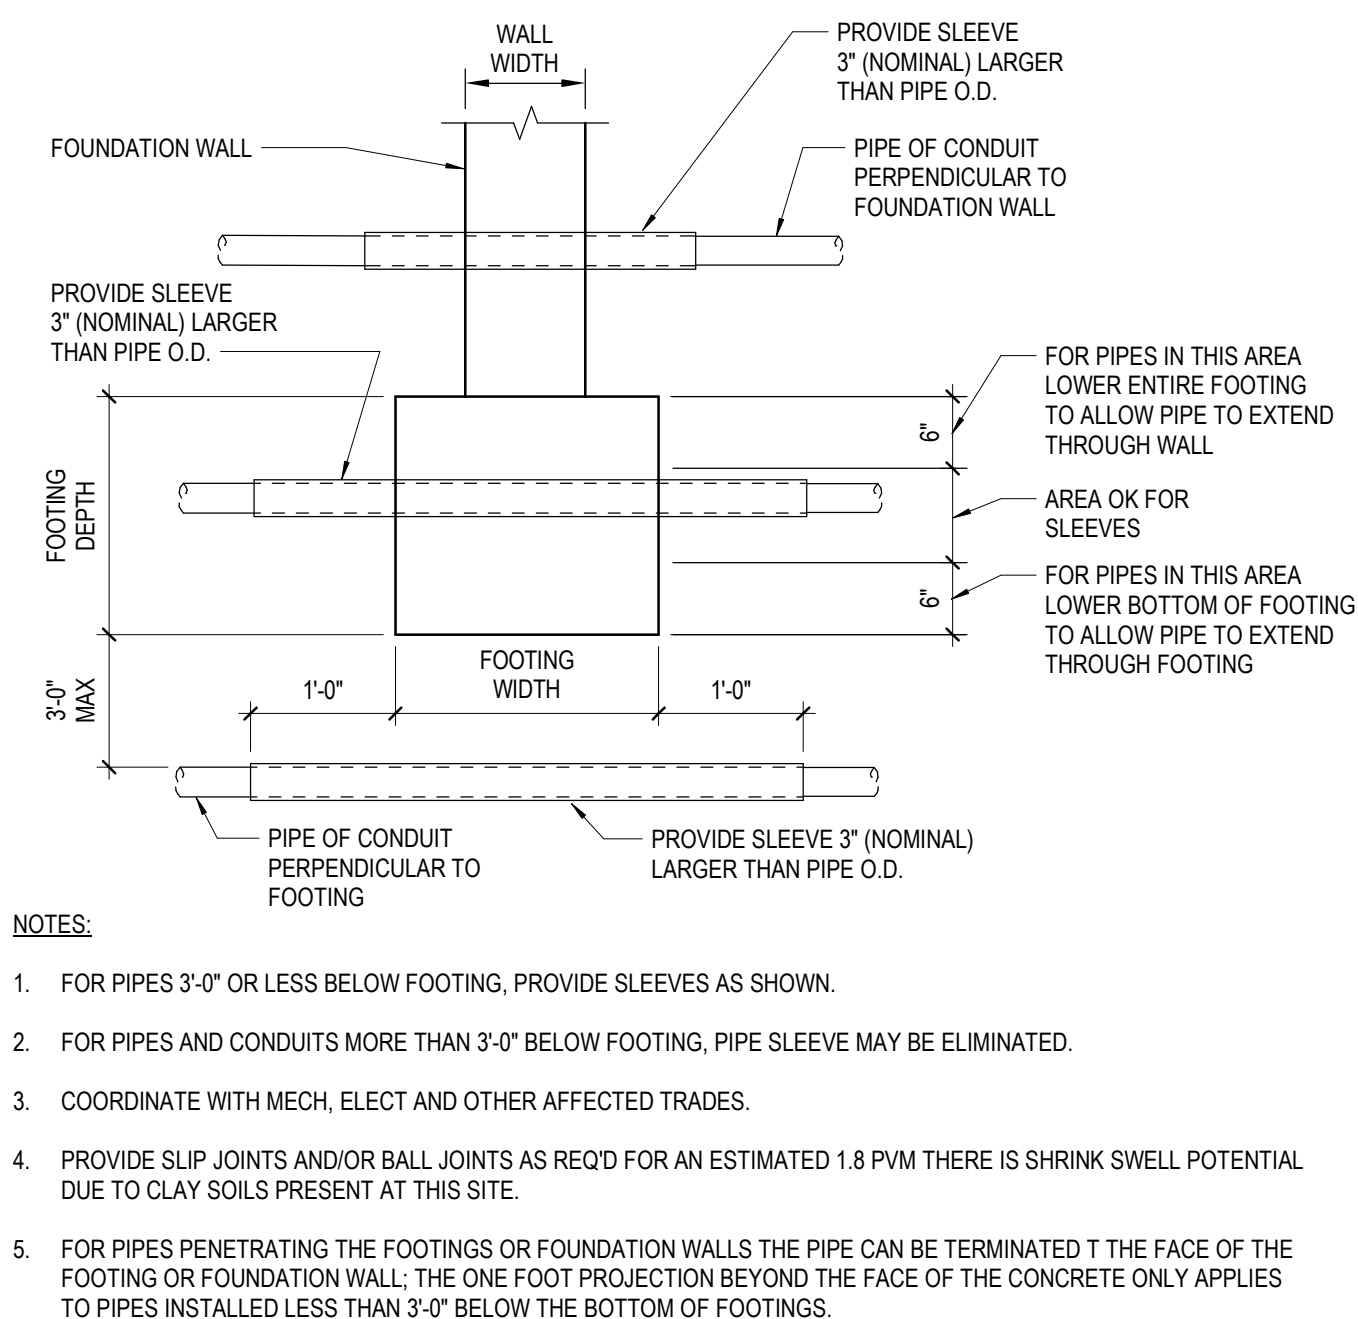 WALL
WIDTH
PROVIDE SLEEVE
3" (NOMINAL) LARGER
THAN PIPE O.D.
FOUNDATION WALL
PIPE OF CONDUIT
PERPENDICULAR TO
FOUNDATION WALL
PROVIDE SLEEVE
3" (NOMINAL) LARGER
THAN PIPE O.D.
FOR PIPES IN THIS AREA
LOWER ENTIRE FOOTING
TO ALLOW PIPE TO EXTEND
THROUGH WALL
6"
FOOTING
DEPTH
AREA OK FOR
SLEEVES
6"
FOR PIPES IN THIS AREA
LOWER BOTTOM OF FOOTING
TO ALLOW PIPE TO EXTEND
THROUGH FOOTING
3'-0"
MAX
1'-0"
FOOTING
WIDTH
1'-0"
PIPE OF CONDUIT
PERPENDICULAR TO
FOOTING
PROVIDE SLEEVE 3" (NOMINAL)
LARGER THAN PIPE O.D.
NOTES:
1. FOR PIPES 3'-0" OR LESS BELOW FOOTING, PROVIDE SLEEVES AS SHOWN.
2. FOR PIPES AND CONDUITS MORE THAN 3'-0" BELOW FOOTING, PIPE SLEEVE MAY BE ELIMINATED.
3. COORDINATE WITH MECH, ELECT AND OTHER AFFECTED TRADES.
4. PROVIDE SLIP JOINTS AND/OR BALL JOINTS AS REQ'D FOR AN ESTIMATED 1.8 PVM THERE IS SHRINK SWELL POTENTIAL
DUE TO CLAY SOILS PRESENT AT THIS SITE.
5. FOR PIPES PENETRATING THE FOOTINGS OR FOUNDATION WALLS THE PIPE CAN BE TERMINATED T THE FACE OF THE
FOOTING OR FOUNDATION WALL; THE ONE FOOT PROJECTION BEYOND THE FACE OF THE CONCRETE ONLY APPLIES
TO PIPES INSTALLED LESS THAN 3'-0" BELOW THE BOTTOM OF FOOTINGS.